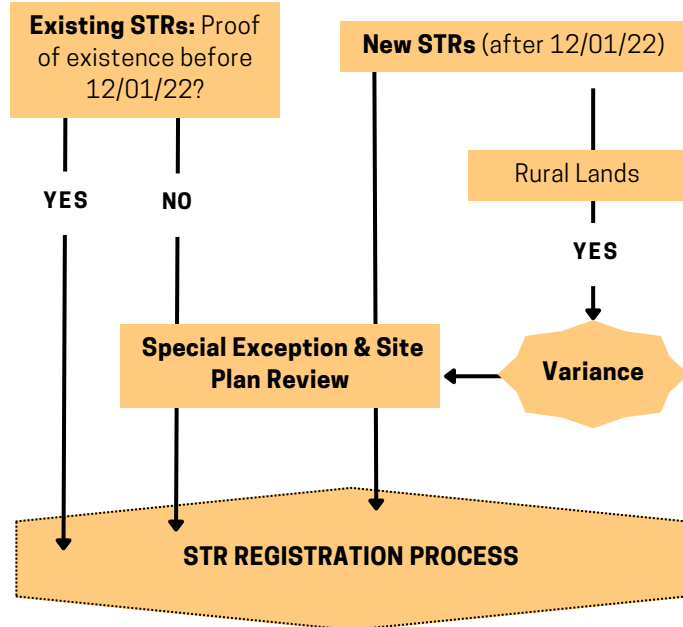 Existing STRs: Proof
of existence before
12/01/22?
New STRs (after 12/01/22)
Rural Lands
YES
NO
YES
Special Exception & Site
Plan Review
Variance
STR REGISTRATION PROCESS